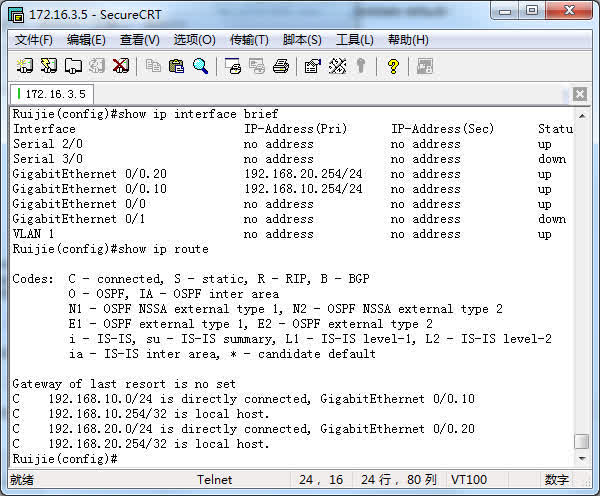 172.16.3.5 - SecureCRT
文件(F) 编辑(E) 查看(V) 选项(O) 传输(T) 脚本(S) 工具(L) 帮助(H)
172.16.3.5
Ruijie(config)#show ip interface brief
Interface IP-Address(Pri) IP-Address(Sec) Statu
Serial 2/0 no address no address up
Serial 3/0 no address no address down
GigabitEthernet 0/0.20 192.168.20.254/24 no address up
GigabitEthernet 0/0.10 192.168.10.254/24 no address up
GigabitEthernet 0/0 no address no address up
GigabitEthernet 0/1 no address no address down
VLAN 1 no address no address up
Ruijie(config)#show ip route
Codes: C - connected, S - static, R - RIP, B - BGP
O - OSPF, IA - OSPF inter area
N1 - OSPF NSSA external type 1, N2 - OSPF NSSA external type 2
E1 - OSPF external type 1, E2 - OSPF external type 2
i - IS-IS, su - IS-IS summary, L1 - IS-IS level-1, L2 - IS-IS level-2
ia - IS-IS inter area, * - candidate default
Gateway of last resort is no set
C 192.168.10.0/24 is directly connected, GigabitEthernet 0/0.10
C 192.168.10.254/32 is local host.
C 192.168.20.0/24 is directly connected, GigabitEthernet 0/0.20
C 192.168.20.254/32 is local host.
Ruijie(config)#
就绪 Telnet 24, 16 24 行, 80 列 VT100 数字